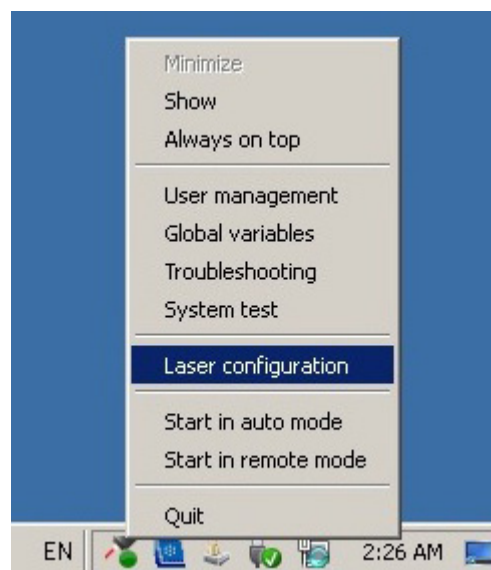 Minimize
Show
Always on top
User management
Global variables
Troubleshooting
System test
Laser configuration
Start in auto mode
Start in remote mode
Quit
EN 2:26 AM